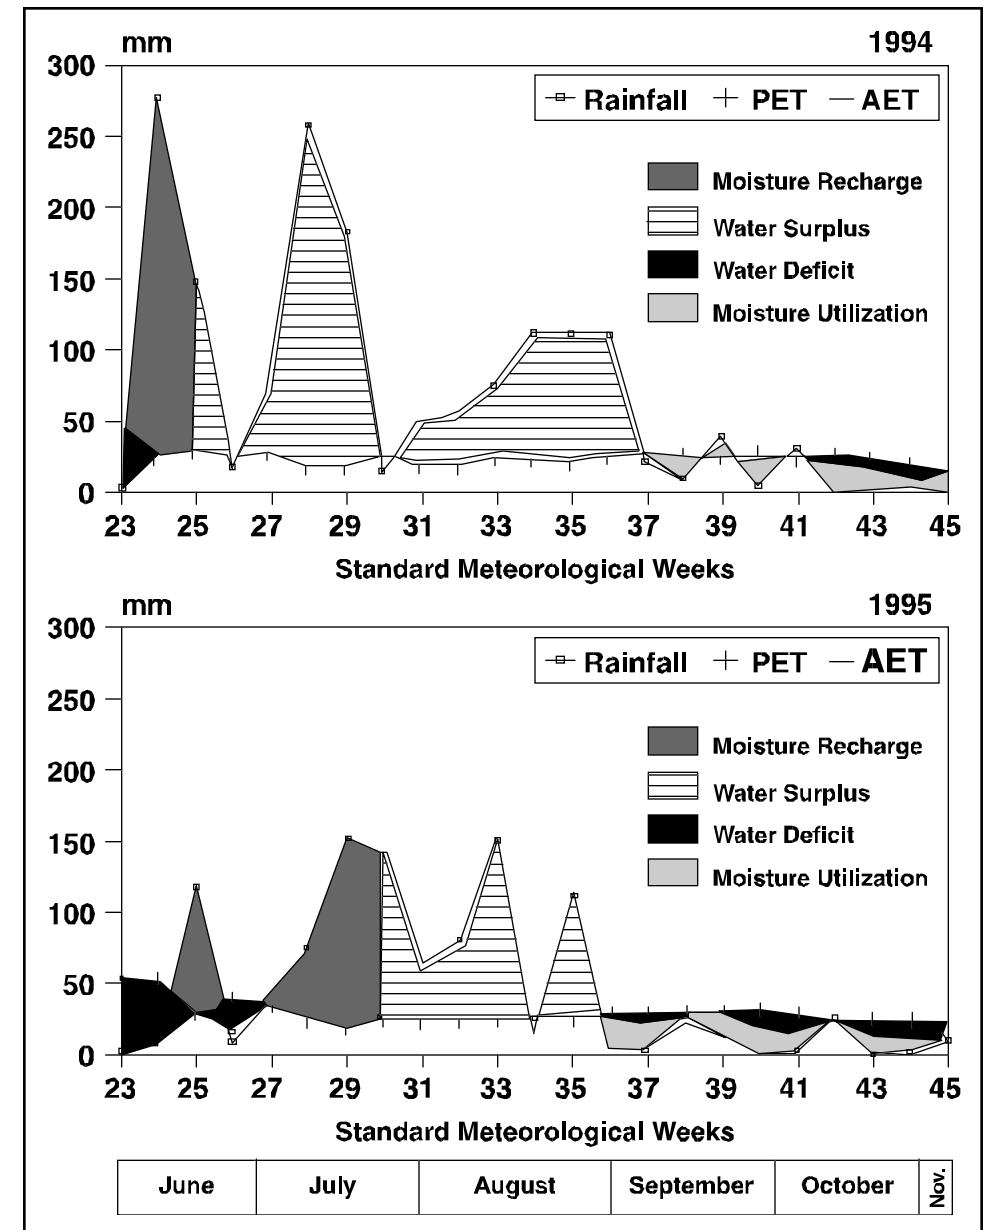 mm 1994
300
Rainfall PET AET
250
200
150
100
50
0
Moisture Recharge
Water Surplus
Water Deficit
Moisture Utilization
23 25 27 29 31 33 35 37 39 41 43 45
Standard Meteorological Weeks
mm 1995
300
Rainfall PET AET
250
200
150
100
50
0
Moisture Recharge
Water Surplus
Water Deficit
Moisture Utilization
23 25 27 29 31 33 35 37 39 41 43 45
Standard Meteorological Weeks
June July August September October Nov.